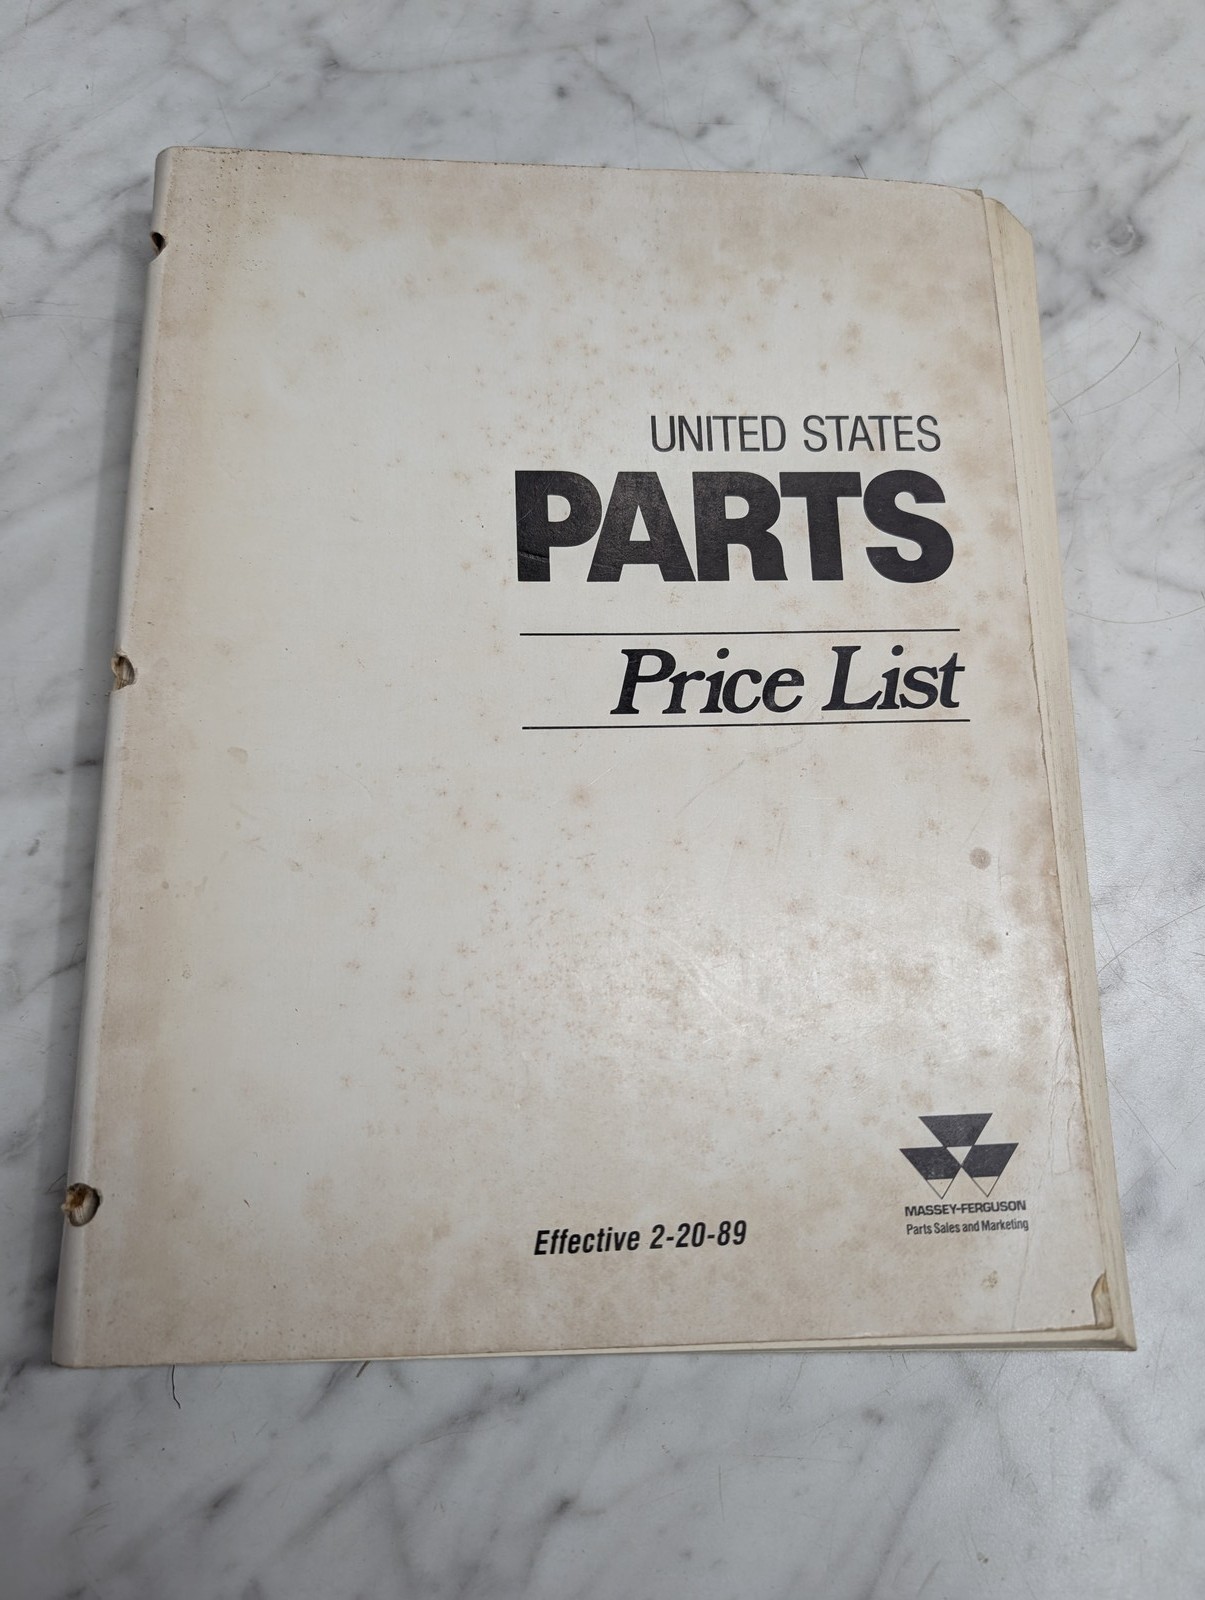 UNITED STATES
PARTS
Price List
Effective 2-20-89
MASSEY-FERGUSON
Parts Sales and Marketing